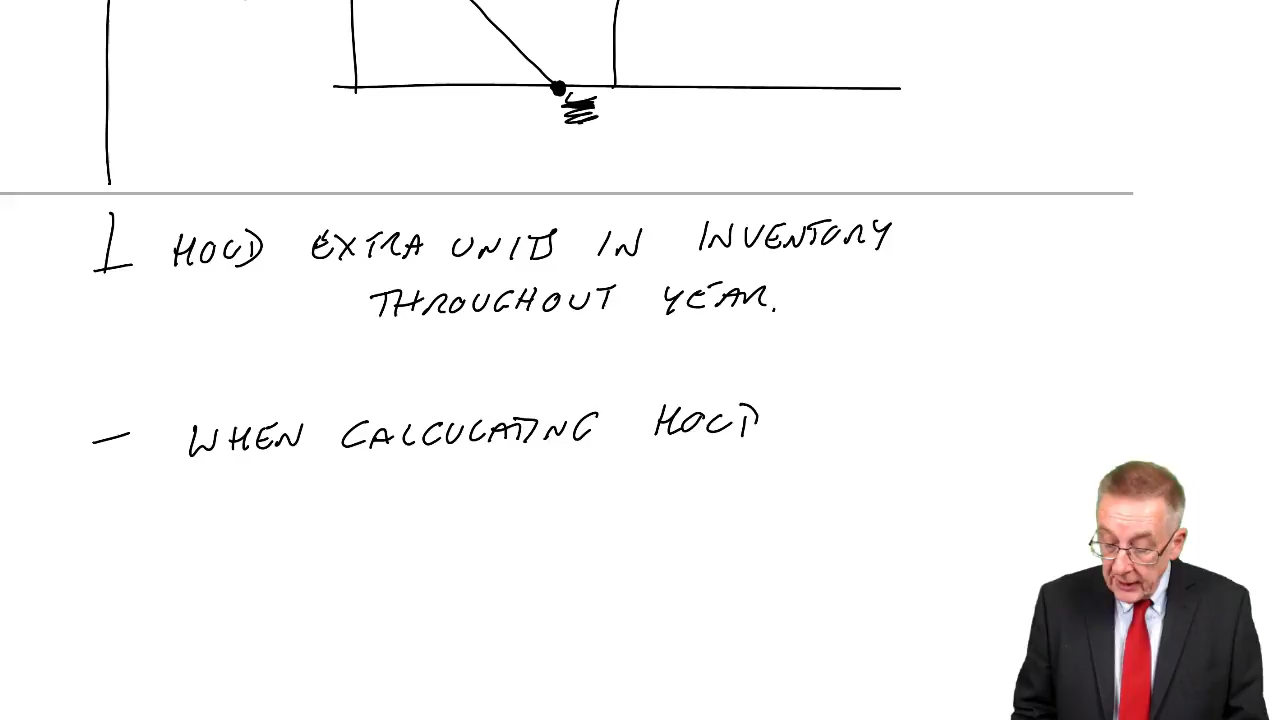 HOLD EXTRA UNITS IN INVENTORY
THROUGHOUT YEAR.
— WHEN CALCULATING HOLD